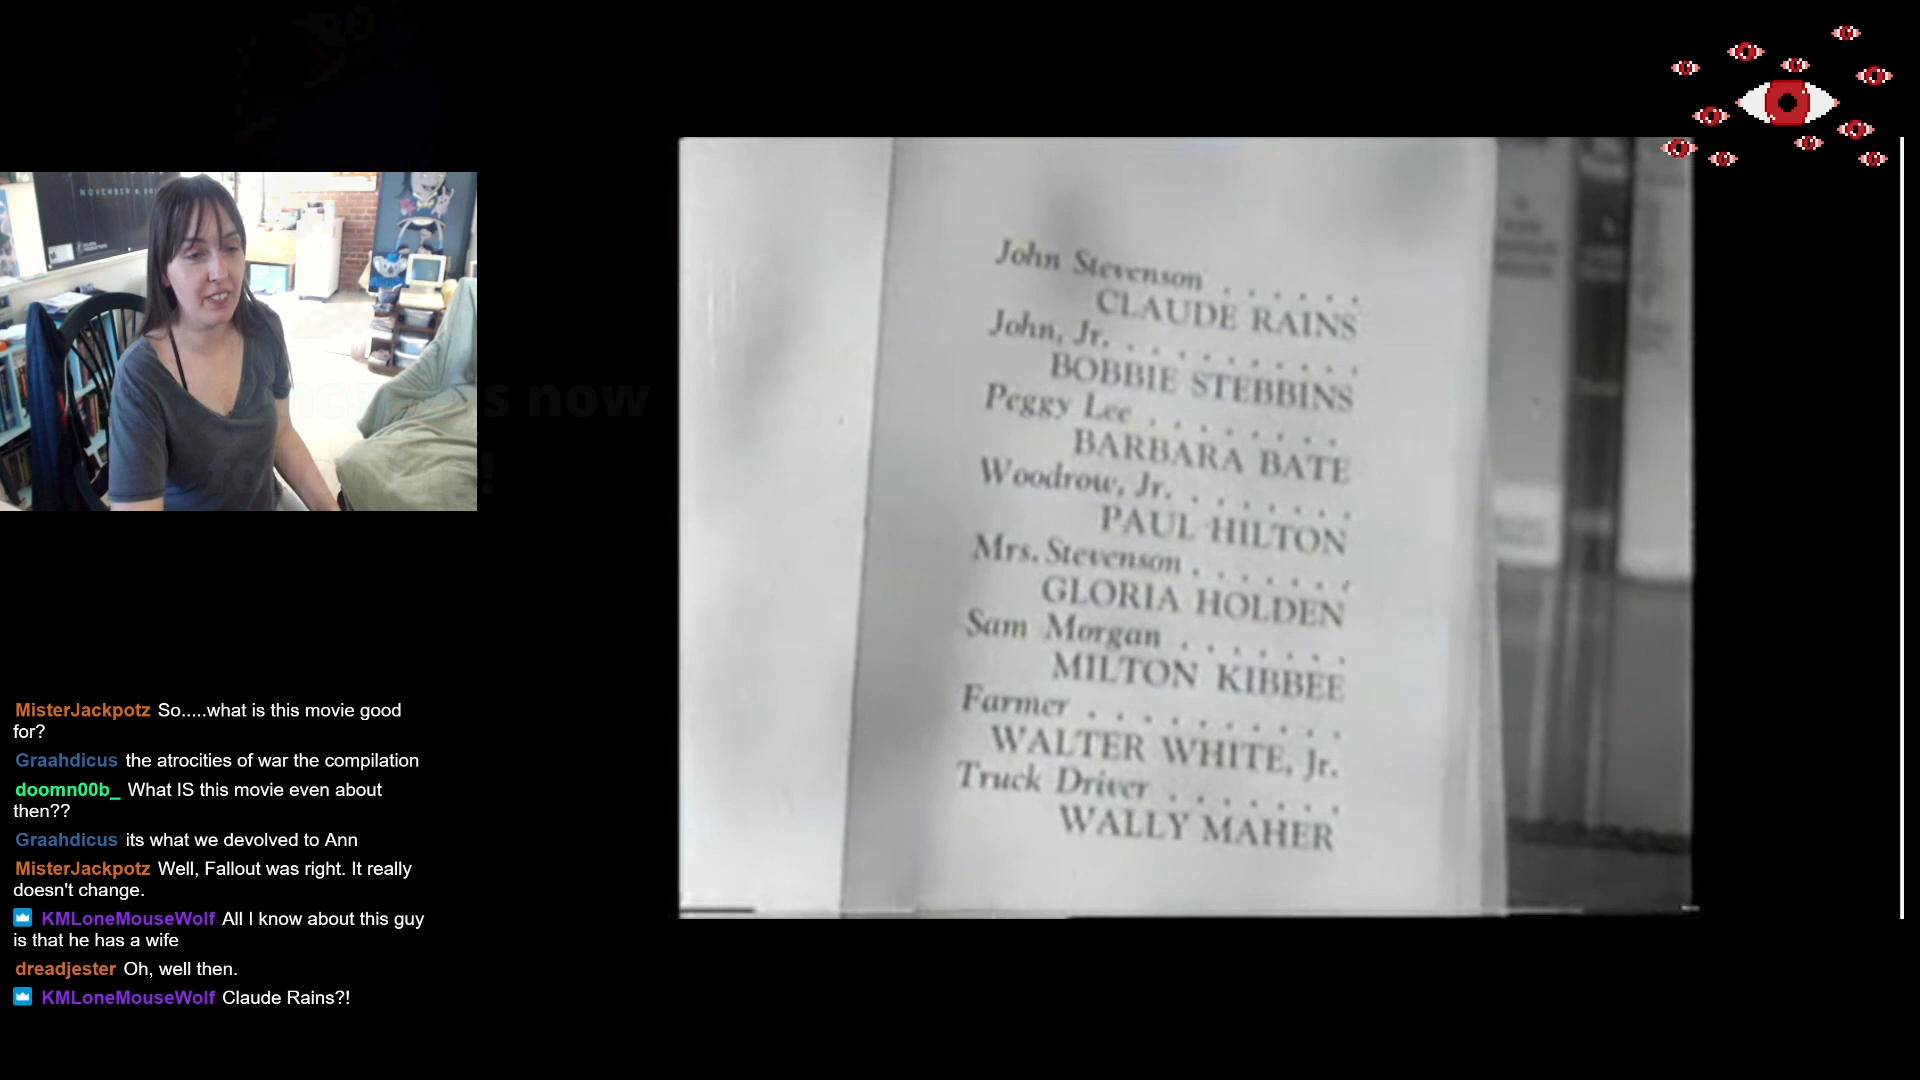 NOVEMBER 8, 20
s now
!
John Stevenson . . . . . .
CLAUDE RAINS
John, Jr. . . . . . . . . . .
BOBBIE STEBBINS
Peggy Lee . . . . . . . .
BARBARA BATE
Woodrow, Jr. . . . . . . .
PAUL HILTON
Mrs. Stevenson . . . . . . .
GLORIA HOLDEN
Sam Morgan . . . . . . .
MILTON KIBBEE
Farmer . . . . . . . . . .
WALTER WHITE, Jr.
Truck Driver . . . . . . .
WALLY MAHER
MisterJackpotz So.....what is this movie good
for?
Graahdicus the atrocities of war the compilation
doomn00b_ What IS this movie even about
then??
Graahdicus its what we devolved to Ann
MisterJackpotz Well, Fallout was right. It really
doesn't change.
KMLoneMouseWolf All I know about this guy
is that he has a wife
dreadjester Oh, well then.
KMLoneMouseWolf Claude Rains?!